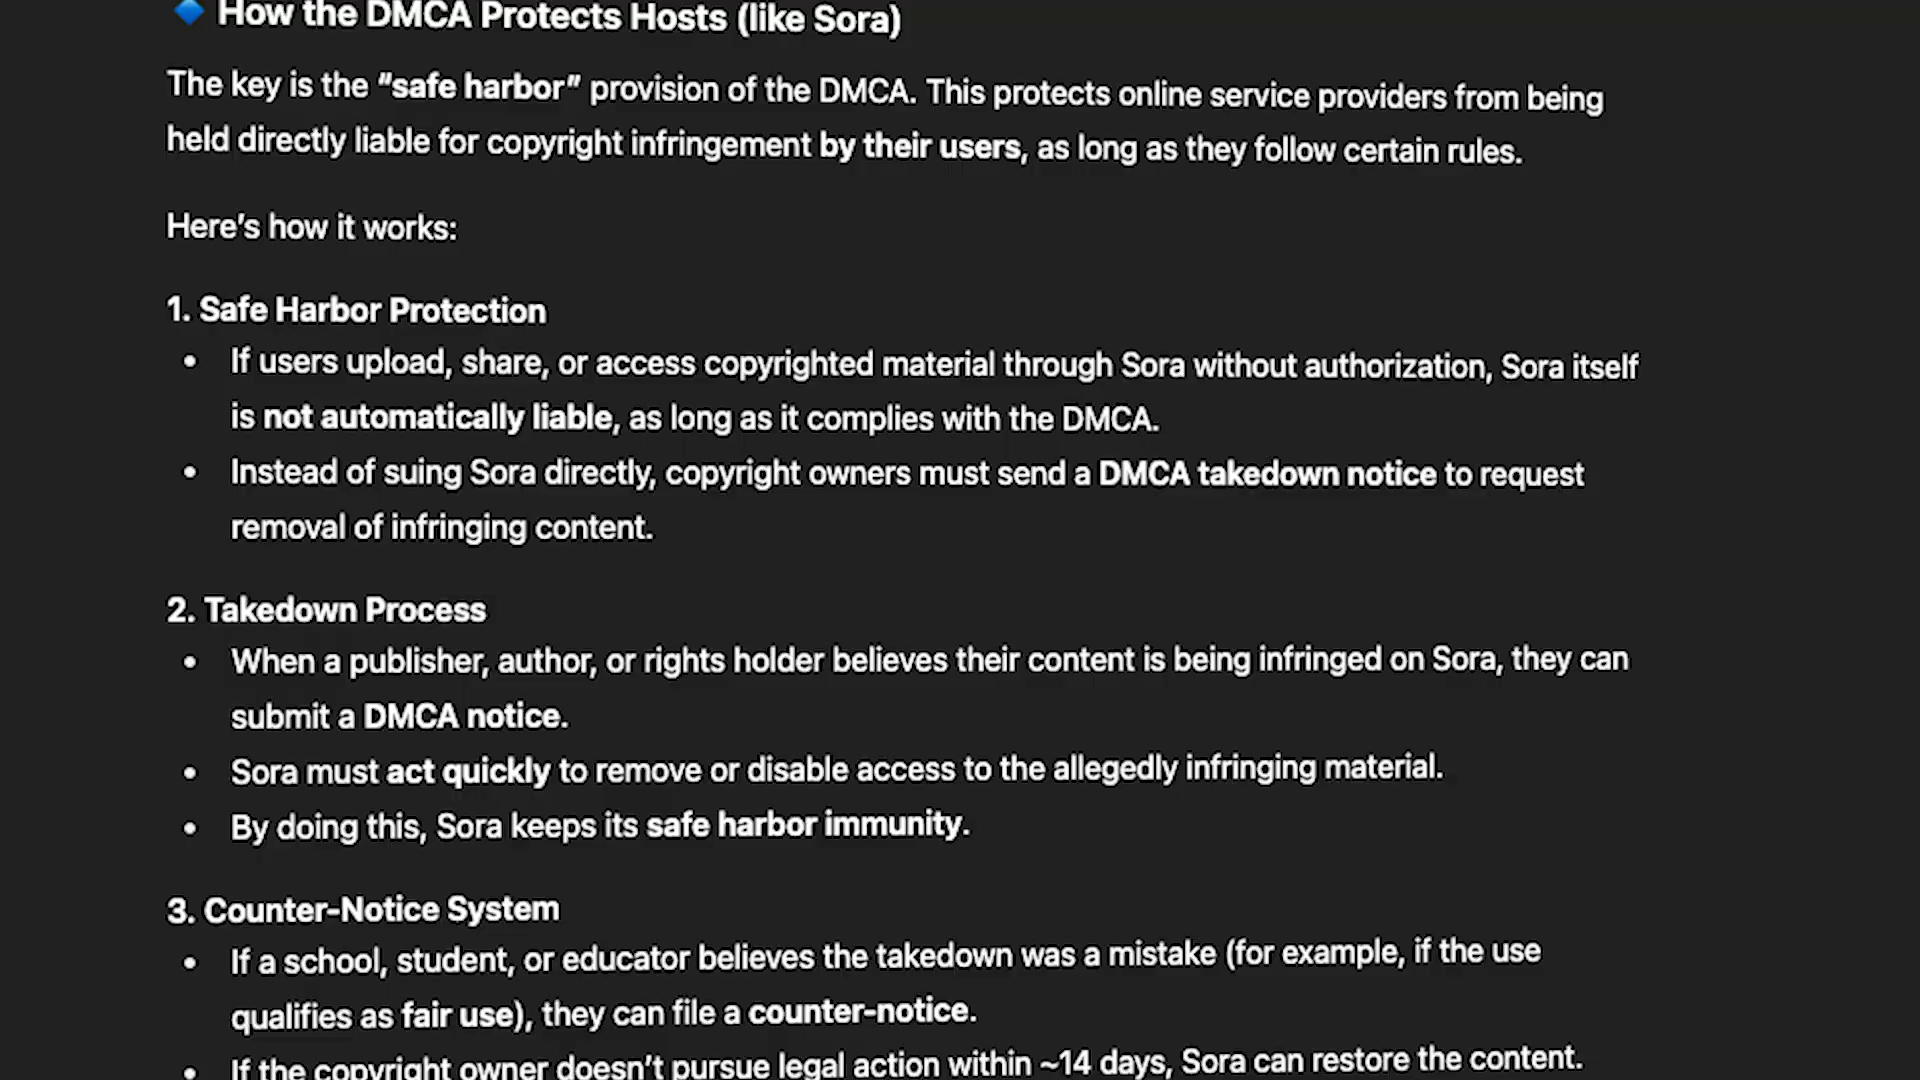 How the DMCA Protects Hosts (like Sora)
The key is the “safe harbor” provision of the DMCA. This protects online service providers from being
held directly liable for copyright infringement by their users, as long as they follow certain rules.
Here’s how it works:
1. Safe Harbor Protection
• If users upload, share, or access copyrighted material through Sora without authorization, Sora itself
is not automatically liable, as long as it complies with the DMCA.
• Instead of suing Sora directly, copyright owners must send a DMCA takedown notice to request
removal of infringing content.
2. Takedown Process
• When a publisher, author, or rights holder believes their content is being infringed on Sora, they can
submit a DMCA notice.
• Sora must act quickly to remove or disable access to the allegedly infringing material.
• By doing this, Sora keeps its safe harbor immunity.
3. Counter-Notice System
• If a school, student, or educator believes the takedown was a mistake (for example, if the use
qualifies as fair use), they can file a counter-notice.
• If the copyright owner doesn’t pursue legal action within ~14 days, Sora can restore the content.